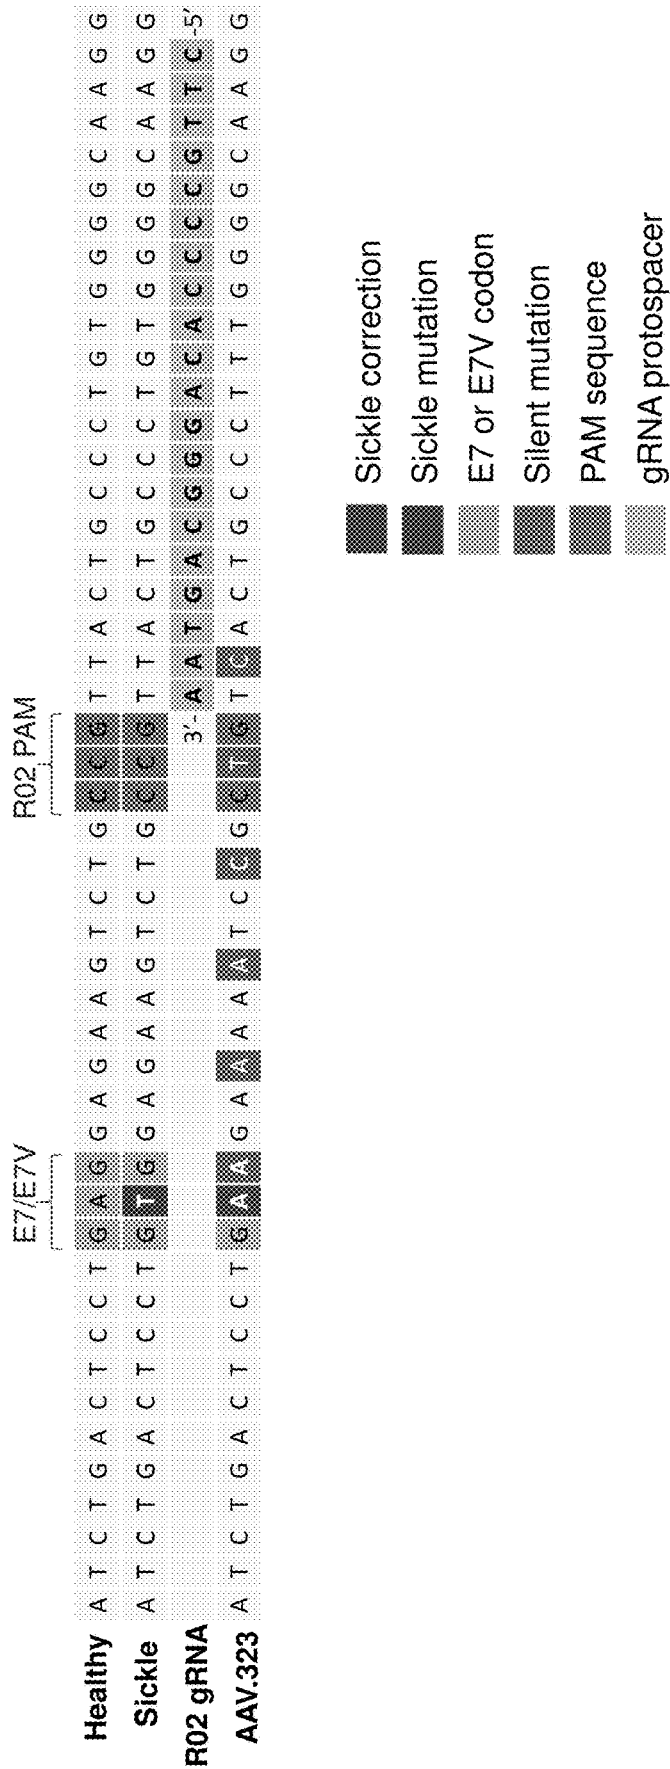 R02 PAM
E7/E7V
Healthy A T C T G A C T C C T G A G G A G A A G T C T G C C G T T A C T G C C C T G T G G G G C A A G G
Sickle A T C T G A C T C C T G T G G A G A A G T C T G C C G T T A C T G C C C T G T G G G G C A A G G
R02 gRNA 3'- A A T G A C G G G A C A C C C C G T T C -5'
AAV.323 A T C T G A C T C C T G A A G A A A A A T C C G C T G T C A C T G C C C T T T G G G G C A A G G
Sickle correction
Sickle mutation
E7 or E7V codon
Silent mutation
PAM sequence
gRNA protospacer